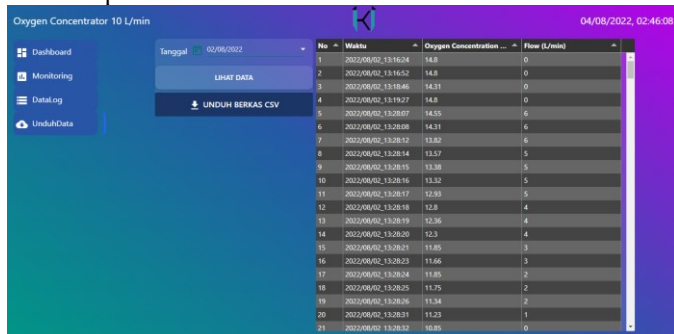 Oxygen Concentrator 10 L/min
04/08/2022, 02:46:08
Dashboard
Monitoring
DataLog
UnduhData
Tanggal 02/08/2022
LIHAT DATA
UNDUH BERKAS CSV
No Waktu Oxygen Concentration ... Flow (L/min)
1 2022/08/02_13:16:24 14.8 0
2 2022/08/02_13:16:52 14.8 0
3 2022/08/02_13:18:46 14.31 0
4 2022/08/02_13:19:27 14.8 0
5 2022/08/02_13:28:07 14.55 6
6 2022/08/02_13:28:08 14.31 6
7 2022/08/02_13:28:12 13.82 6
8 2022/08/02_13:28:14 13.57 5
9 2022/08/02_13:28:15 13.38 5
10 2022/08/02_13:28:16 13.32 5
11 2022/08/02_13:28:17 12.93 5
12 2022/08/02_13:28:18 12.8 4
13 2022/08/02_13:28:19 12.36 4
14 2022/08/02_13:28:20 12.3 4
15 2022/08/02_13:28:21 11.85 3
16 2022/08/02_13:28:23 11.66 3
17 2022/08/02_13:28:24 11.85 2
18 2022/08/02_13:28:25 11.75 2
19 2022/08/02_13:28:26 11.34 2
20 2022/08/02_13:28:31 11.23 1
21 2022/08/02_13:28:32 10.85 0